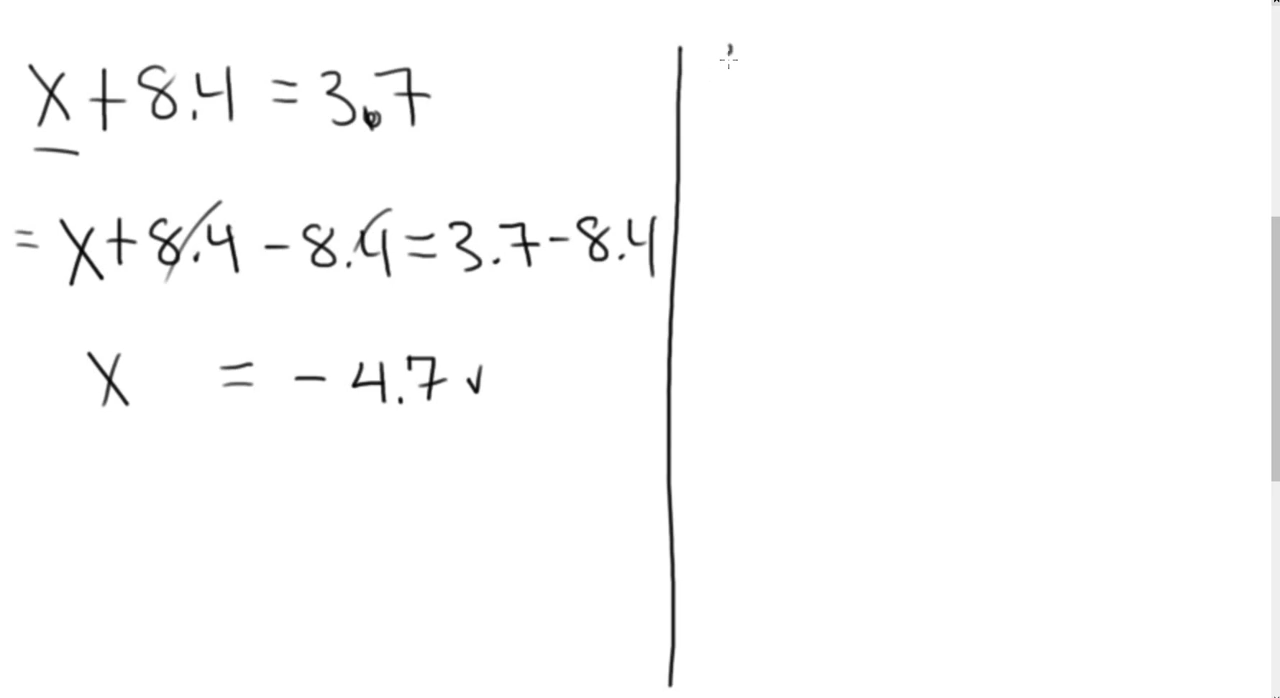 x + 8.4 = 3.7
= x + 8.4 - 8.4 = 3.7 - 8.4
x = - 4.7 ✓